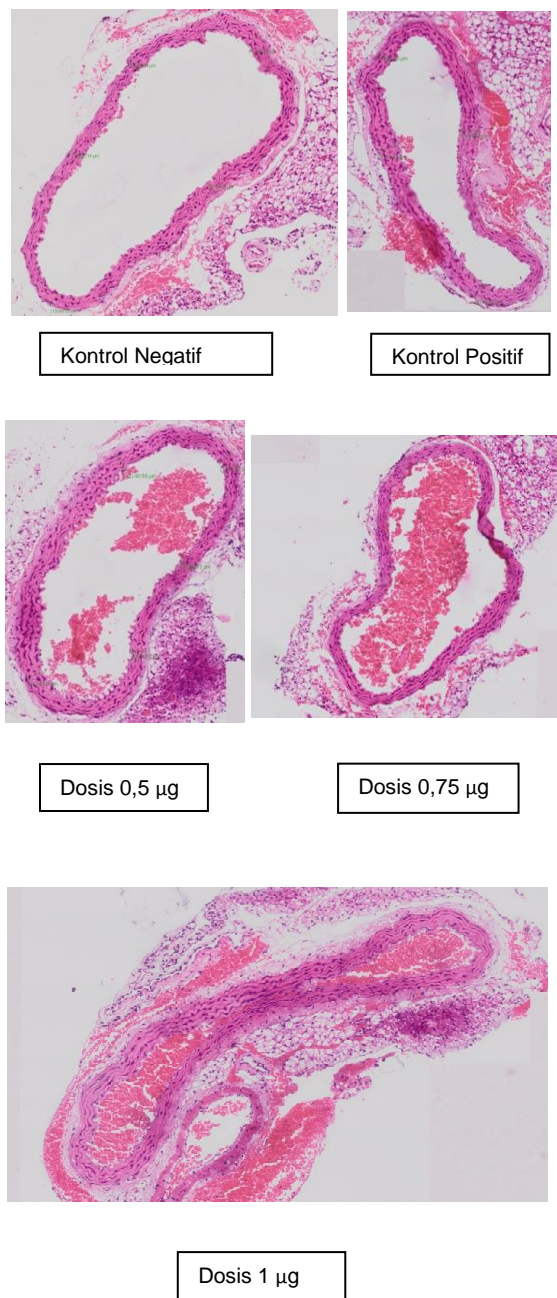 Kontrol Negatif
Kontrol Positif
Dosis 0,5 µg
Dosis 0,75 µg
Dosis 1 µg